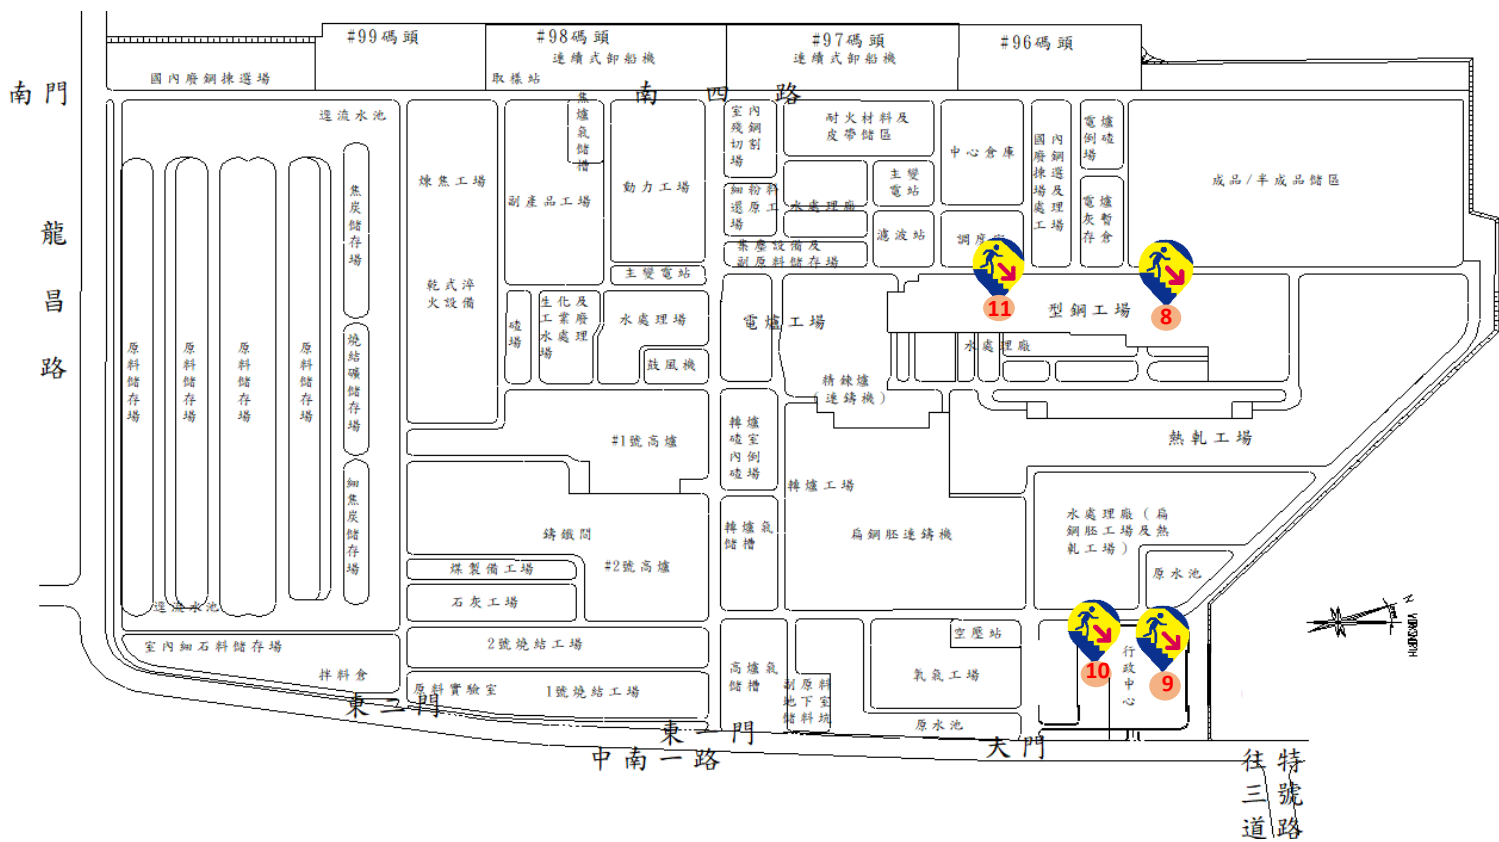 #99碼頭
#98碼頭
連續式卸船機
#97碼頭
連續式卸船機
#96碼頭
國內廢鋼揀選場
取樣站
南門
南四路
還流水池
焦爐氣儲槽
室內
殘鋼
切割
場
耐火材料及
皮帶儲區
中心倉庫
國內廢鋼揀選場及處理工場
電爐
倒碴
場
成品/半成品儲區
煉焦工場
副產品工場
動力工場
細粉料
還原工
場
水處理廠
主變
電站
電爐
灰暫
存倉
焦炭儲存場
濾波站
調度室
集塵設備及
副原料儲存場
龍昌路
主變電站
乾式淬
火設備
碴場
生化及
工業廢
水處理
場
水處理場
鼓風機
電爐工場
11
型鋼工場
8
水處理廠
原料儲存場
原料儲存場
原料儲存場
原料儲存場
燒結礦儲存場
精鍊爐
(連鑄機)
#1號高爐
轉爐
碴室
內倒
碴場
熱軋工場
轉爐工場
細焦炭儲存場
鑄鐵間
轉爐氣
儲槽
扁鋼胚連鑄機
水處理廠(扁
鋼胚工場及熱
軋工場)
煤製備工場
#2號高爐
原水池
還流水池
石灰工場
室內細石料儲存場
2號燒結工場
空壓站
10
行政中心
9
拌料倉
原料實驗室
1號燒結工場
高爐氣
儲槽
副原料
地下室
儲料坑
氧氣工場
原水池
東二門
東一門
大門
中南一路
往三道
特號路
N